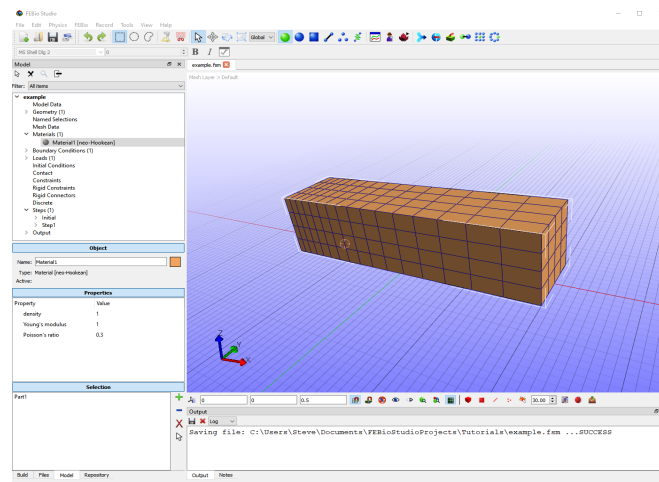 FEBio Studio
File Edit Physics FEBio Record Tools View Help
Global
MS Shell Dlg 2
0
B I
Model
example.fsm
Mesh Layer > Default
Filter: All items
example
Model Data
Geometry (1)
Named Selections
Mesh Data
Materials (1)
Material1 [neo-Hookean]
Boundary Conditions (1)
Loads (1)
Initial Conditions
Contact
Constraints
Rigid Constraints
Rigid Connectors
Discrete
Steps (1)
Initial
Step1
Output
Object
Name: Material1
Type: Material [neo-Hookean]
Active:
Properties
Property Value
density 1
Young's modulus 1
Poisson's ratio 0.3
Z
Y
X
Selection
Part1
0 0 0.5 30.00
Output
Log
Saving file: C:\Users\Steve\Documents\FEBioStudioProjects\Tutorials\example.fsm ...SUCCESS
Build Files Model Repository
Output Notes